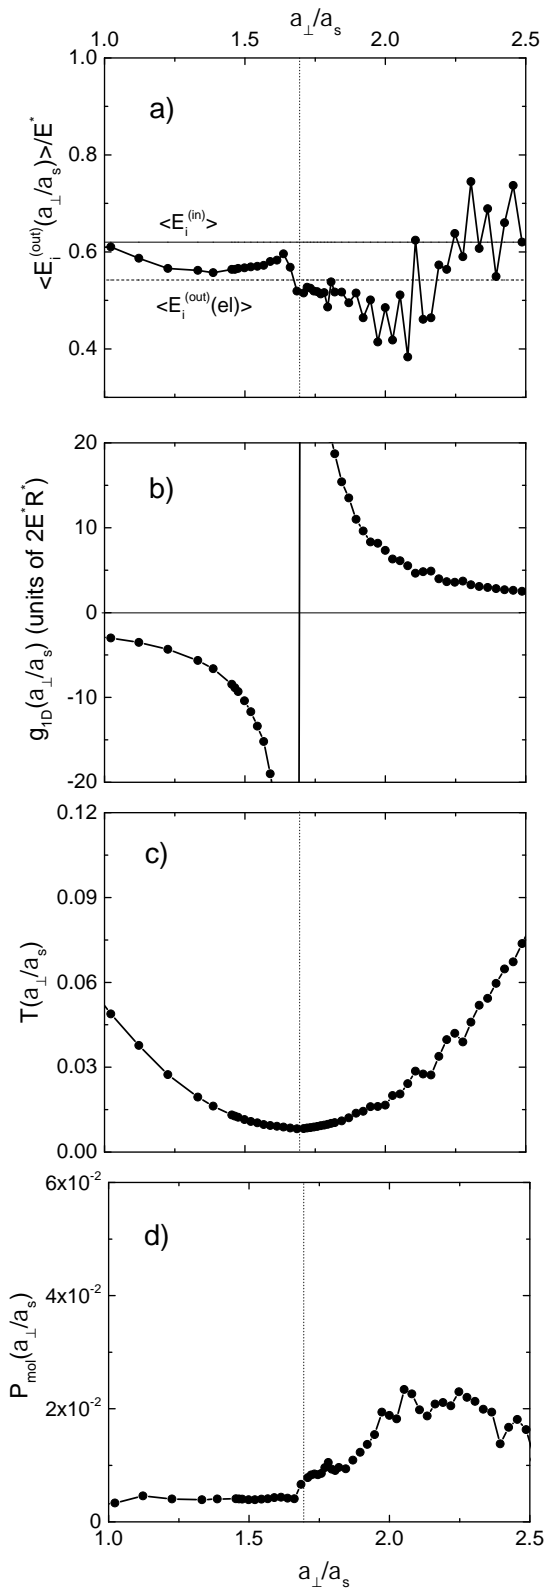 a⊥/as
1.0 1.5 2.0 2.5
1.0
a)
0.8
<Ei(out)(a⊥/as)>/E*
<Ei(in)>
0.6
<Ei(out)(el)>
0.4
20
b)
10
g1D(a⊥/as) (units of 2E*R*)
0
-10
-20
0.12
c)
0.09
T(a⊥/as)
0.06
0.03
0.00
6x10-2
d)
4x10-2
Pmol(a⊥/as)
2x10-2
0
1.0 1.5 2.0 2.5
a⊥/as